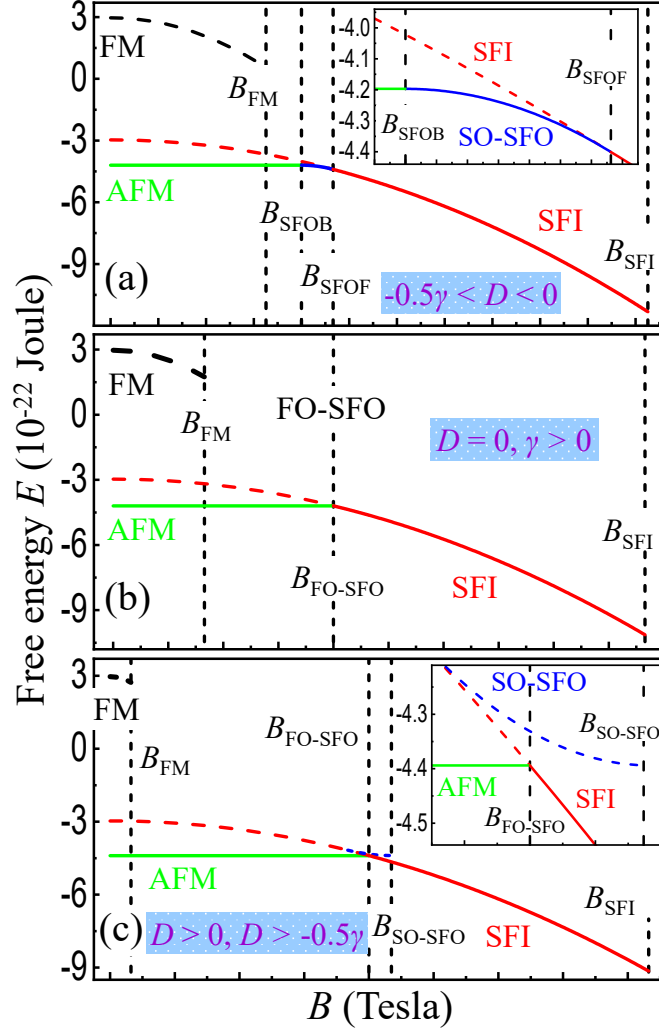 Free energy E (10⁻²² Joule)
3
0
-3
-6
-9
FM
B_FM
AFM
B_SFOB
B_SFOF
SFI
B_SFI
(a)
-0.5γ < D < 0
-4.0
-4.1
-4.2
-4.3
-4.4
SFI
B_SFOF
B_SFOB
SO-SFO
3
0
-3
-6
-9
FM
B_FM
FO-SFO
D = 0, γ > 0
AFM
B_FO-SFO
SFI
B_SFI
(b)
3
0
-3
-6
-9
FM
B_FM
B_FO-SFO
AFM
B_SO-SFO
SFI
B_SFI
(c)
D > 0, D > -0.5γ
-4.3
-4.4
-4.5
SO-SFO
B_SO-SFO
AFM
SFI
B_FO-SFO
B (Tesla)